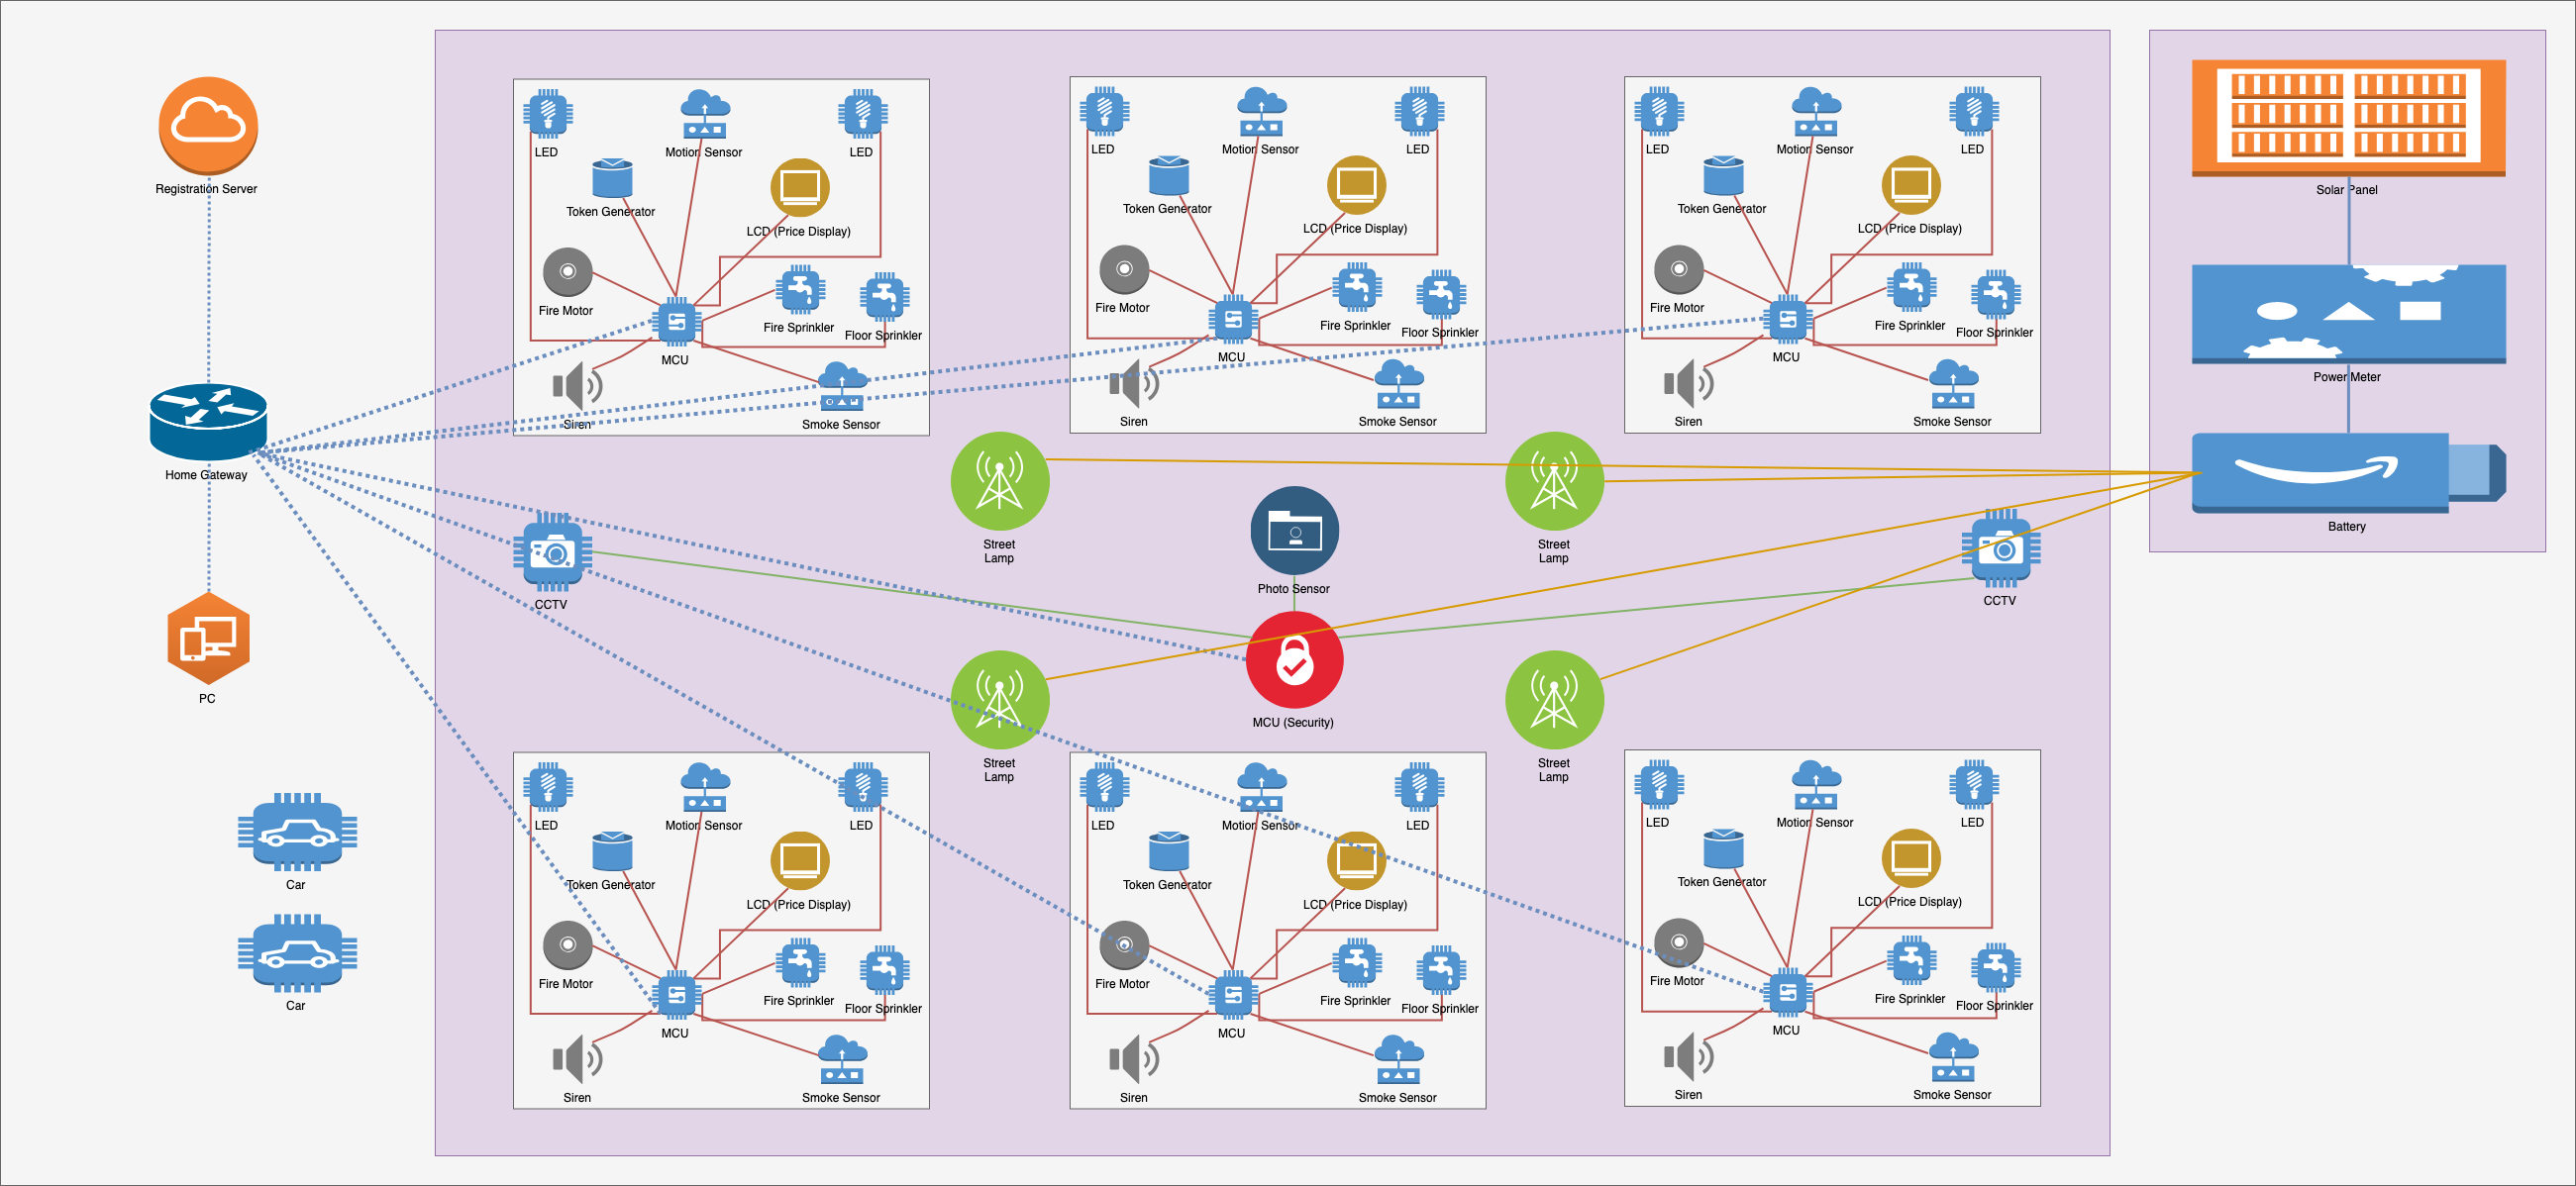 Registration Server
Home Gateway
PC
Car
Car
LED
Motion Sensor
LED
Token Generator
LCD (Price Display)
Fire Motor
Fire Sprinkler
Floor Sprinkler
MCU
Siren
Smoke Sensor
LED
Motion Sensor
LED
Token Generator
LCD (Price Display)
Fire Motor
Fire Sprinkler
Floor Sprinkler
MCU
Siren
Smoke Sensor
LED
Motion Sensor
LED
Token Generator
LCD (Price Display)
Fire Motor
Fire Sprinkler
Floor Sprinkler
MCU
Siren
Smoke Sensor
Street
Lamp
Street
Lamp
CCTV
Photo Sensor
CCTV
MCU (Security)
Street
Lamp
Street
Lamp
LED
Motion Sensor
LED
Token Generator
LCD (Price Display)
Fire Motor
Fire Sprinkler
Floor Sprinkler
MCU
Siren
Smoke Sensor
LED
Motion Sensor
LED
Token Generator
LCD (Price Display)
Fire Motor
Fire Sprinkler
Floor Sprinkler
MCU
Siren
Smoke Sensor
LED
Motion Sensor
LED
Token Generator
LCD (Price Display)
Fire Motor
Fire Sprinkler
Floor Sprinkler
MCU
Siren
Smoke Sensor
Solar Panel
Power Meter
Battery